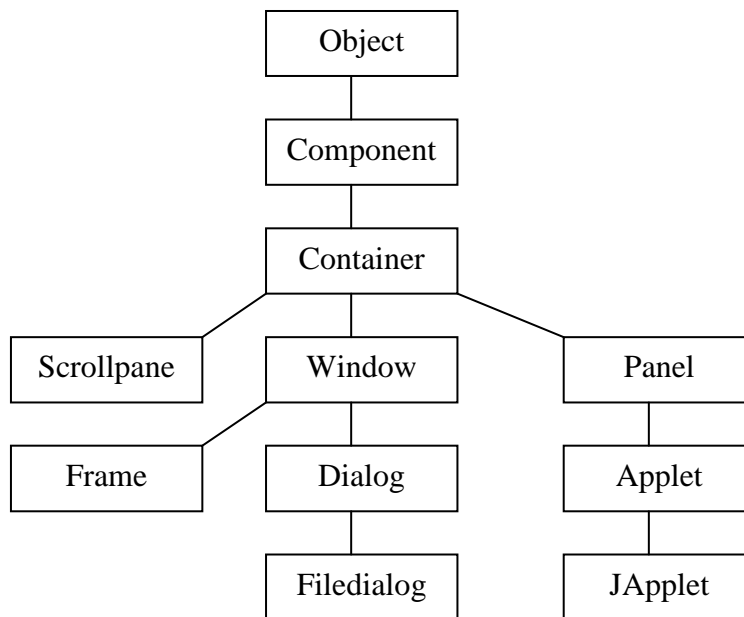 Object
Component
Container
Scrollpane
Window
Panel
Frame
Dialog
Applet
Filedialog
JApplet